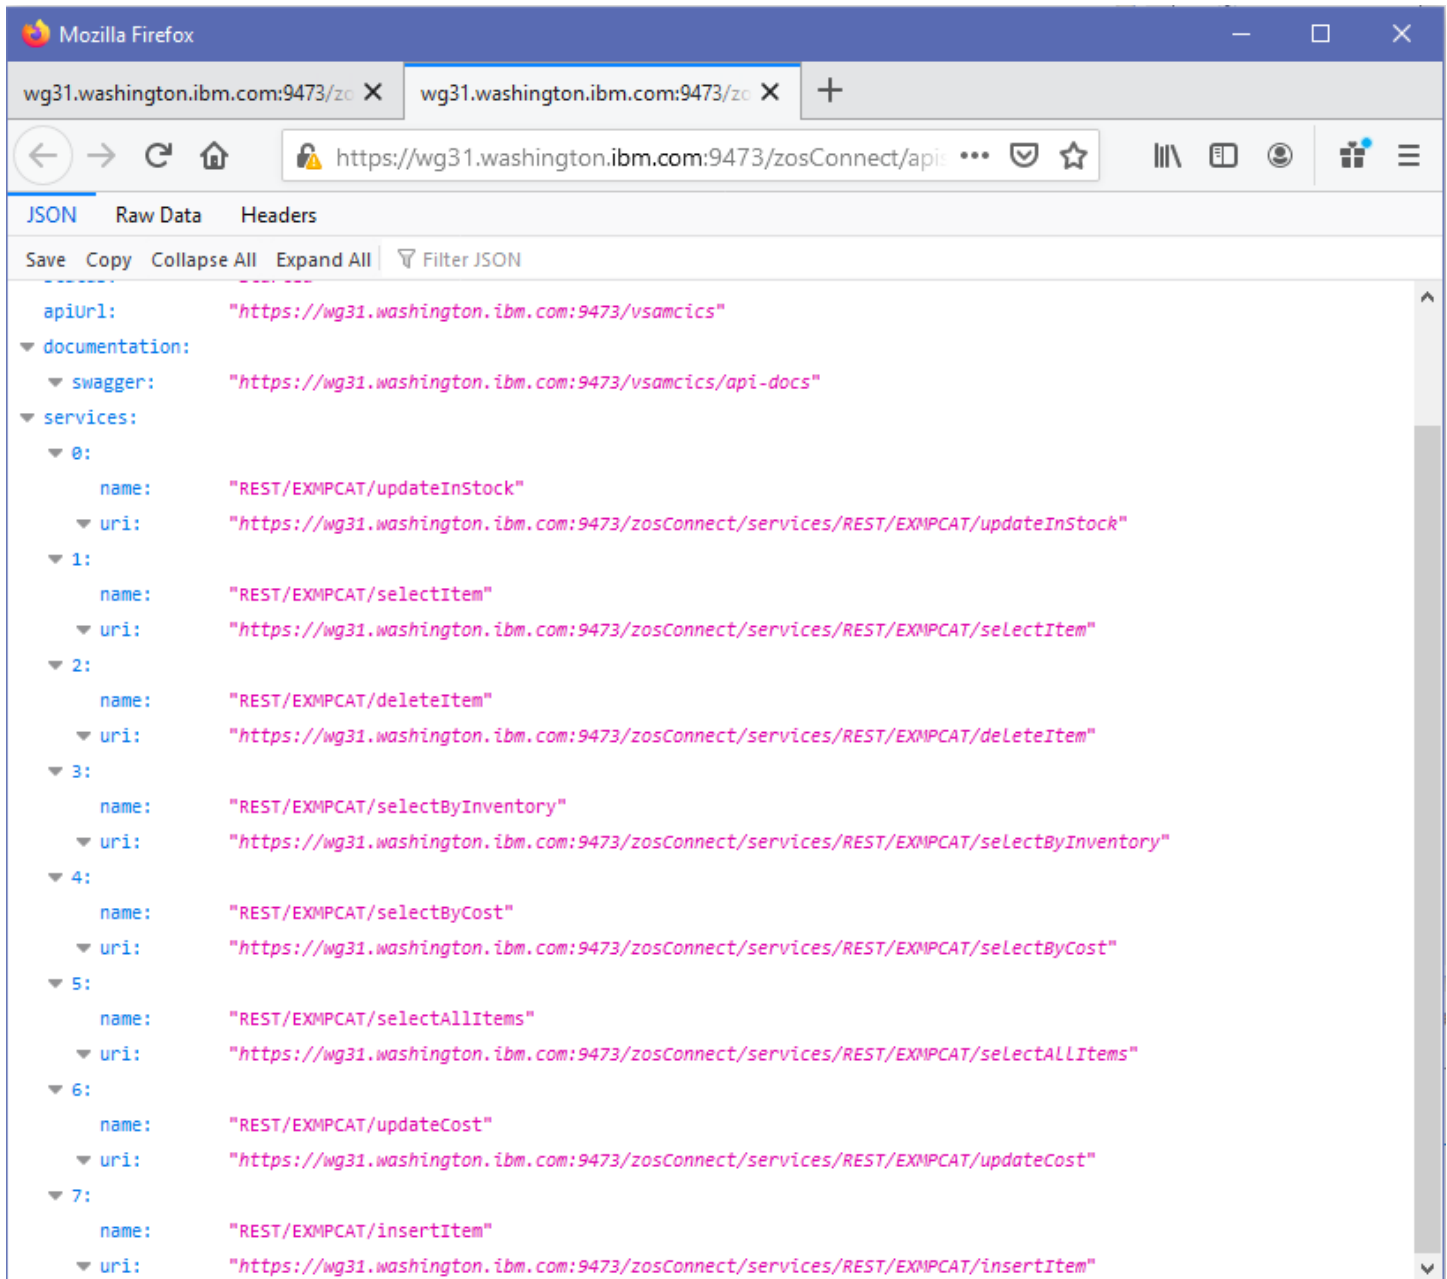 Mozilla Firefox
wg31.washington.ibm.com:9473/zo wg31.washington.ibm.com:9473/zo
https://wg31.washington.ibm.com:9473/zosConnect/apis
JSON Raw Data Headers
Save Copy Collapse All Expand All Filter JSON
apiUrl: "https://wg31.washington.ibm.com:9473/vsamcics"
documentation:
swagger: "https://wg31.washington.ibm.com:9473/vsamcics/api-docs"
services:
0:
name: "REST/EXMPCAT/updateInStock"
uri: "https://wg31.washington.ibm.com:9473/zosConnect/services/REST/EXMPCAT/updateInStock"
1:
name: "REST/EXMPCAT/selectItem"
uri: "https://wg31.washington.ibm.com:9473/zosConnect/services/REST/EXMPCAT/selectItem"
2:
name: "REST/EXMPCAT/deleteItem"
uri: "https://wg31.washington.ibm.com:9473/zosConnect/services/REST/EXMPCAT/deleteItem"
3:
name: "REST/EXMPCAT/selectByInventory"
uri: "https://wg31.washington.ibm.com:9473/zosConnect/services/REST/EXMPCAT/selectByInventory"
4:
name: "REST/EXMPCAT/selectByCost"
uri: "https://wg31.washington.ibm.com:9473/zosConnect/services/REST/EXMPCAT/selectByCost"
5:
name: "REST/EXMPCAT/selectAllItems"
uri: "https://wg31.washington.ibm.com:9473/zosConnect/services/REST/EXMPCAT/selectAllItems"
6:
name: "REST/EXMPCAT/updateCost"
uri: "https://wg31.washington.ibm.com:9473/zosConnect/services/REST/EXMPCAT/updateCost"
7:
name: "REST/EXMPCAT/insertItem"
uri: "https://wg31.washington.ibm.com:9473/zosConnect/services/REST/EXMPCAT/insertItem"